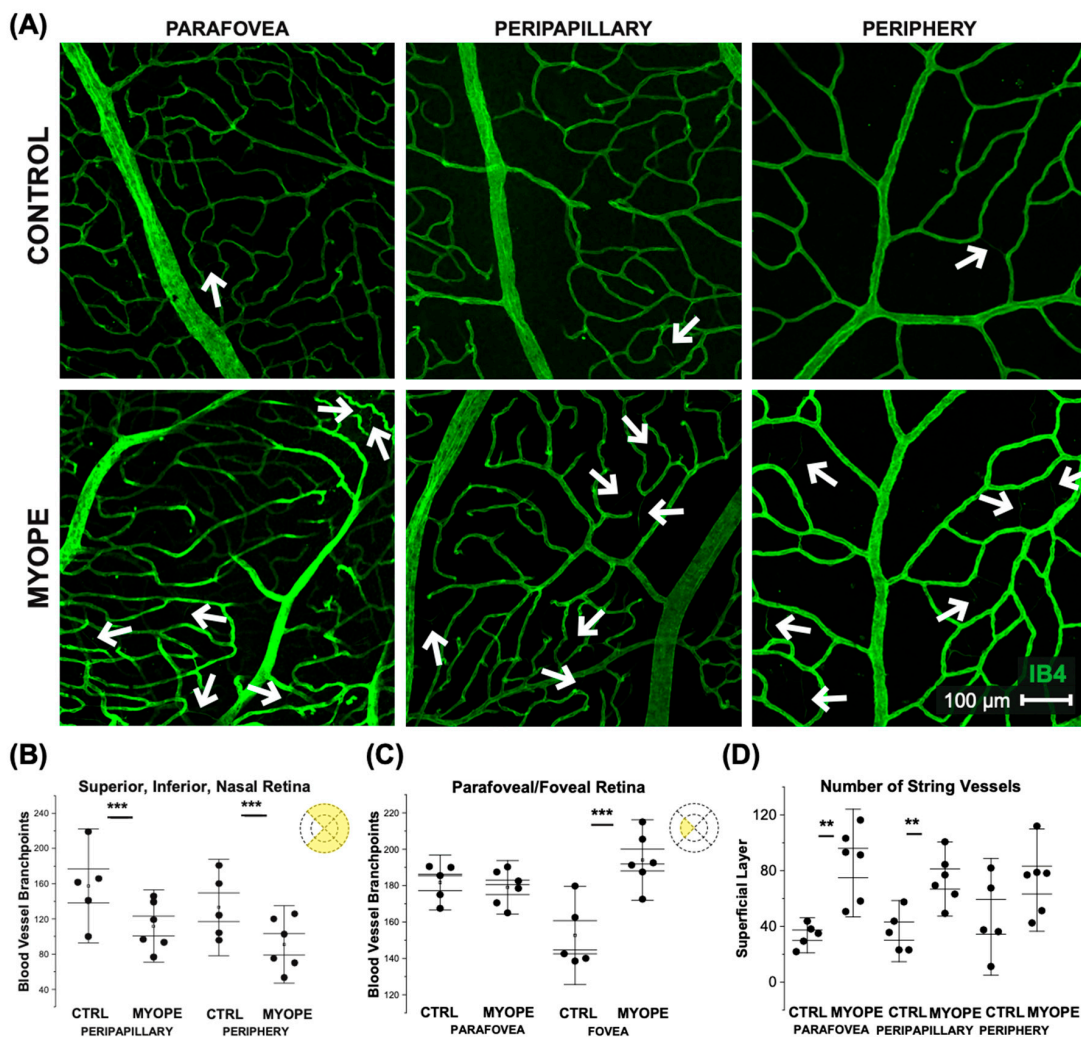 (A)
PARAFOVEA PERIPAPILLARY PERIPHERY
CONTROL
MYOPE
IB4
100 µm
(B)
Superior, Inferior, Nasal Retina
Blood Vessel Branchpoints
240
200
160
120
80
40
*** ***
CTRL MYOPE CTRL MYOPE
PERIPAPILLARY PERIPHERY
(C)
Parafoveal/Foveal Retina
Blood Vessel Branchpoints
220
200
180
160
140
120
***
CTRL MYOPE CTRL MYOPE
PARAFOVEA FOVEA
(D)
Number of String Vessels
Superficial Layer
120
80
40
0
** **
CTRL MYOPE CTRL MYOPE CTRL MYOPE
PARAFOVEA PERIPAPILLARY PERIPHERY